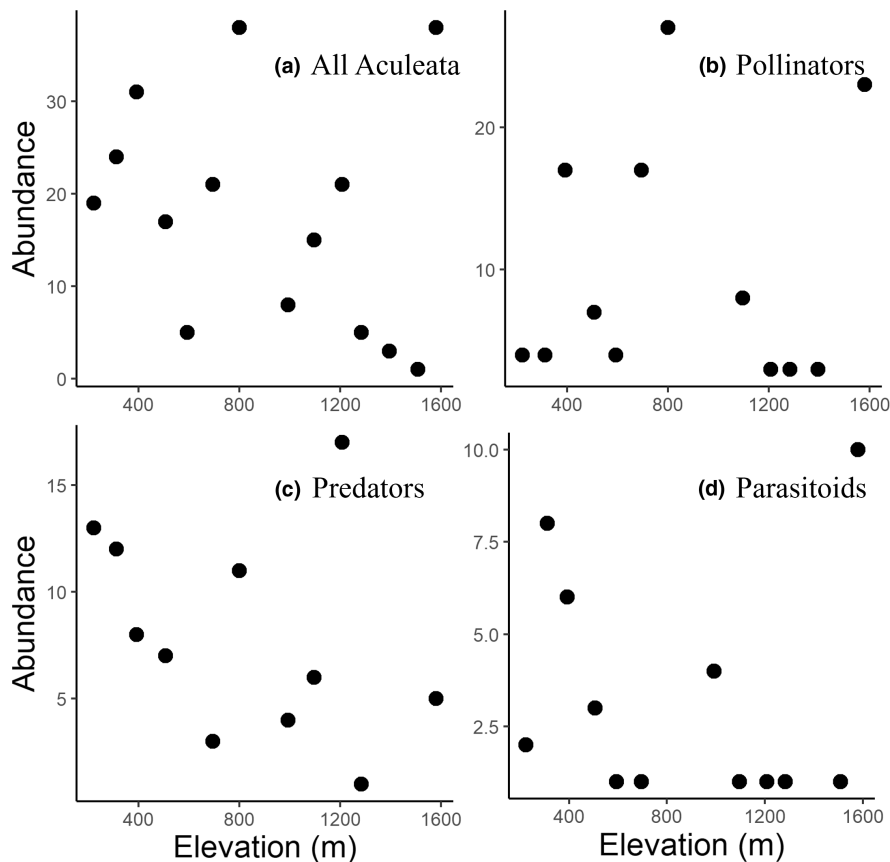 (a) All Aculeata
Abundance
30
20
10
0
400 800 1200 1600
(b) Pollinators
20
10
400 800 1200 1600
(c) Predators
Abundance
15
10
5
400 800 1200 1600
Elevation (m)
(d) Parasitoids
10.0
7.5
5.0
2.5
400 800 1200 1600
Elevation (m)